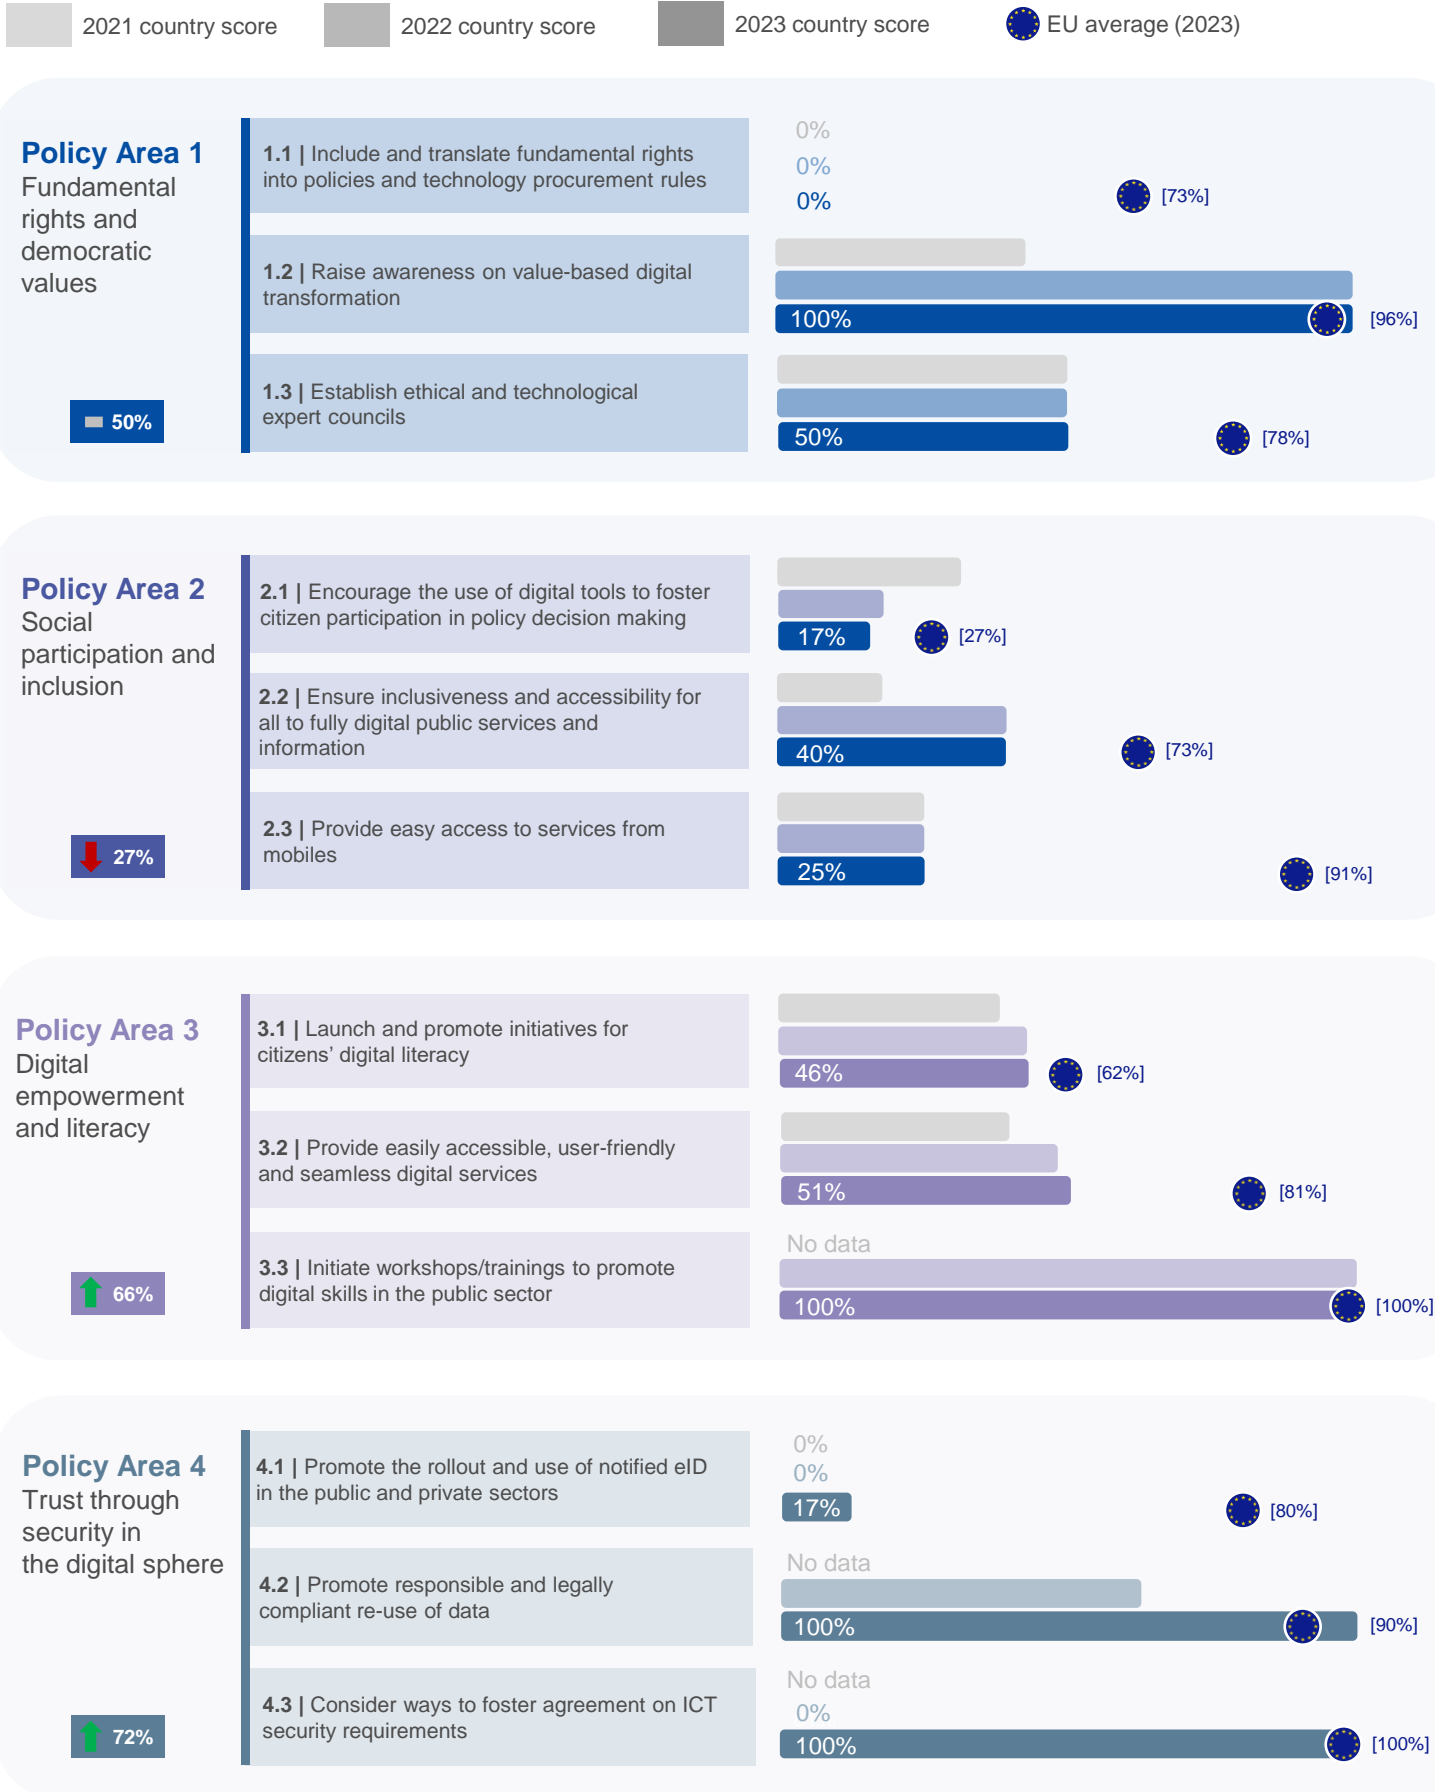 2021 country score
2022 country score
2023 country score
EU average (2023)
Policy Area 1
Fundamental
rights and
democratic
values
50%
1.1 | Include and translate fundamental rights
into policies and technology procurement rules
0%
0%
0%
[73%]
1.2 | Raise awareness on value-based digital
transformation
100%
[96%]
1.3 | Establish ethical and technological
expert councils
50%
[78%]
Policy Area 2
Social
participation and
inclusion
27%
2.1 | Encourage the use of digital tools to foster
citizen participation in policy decision making
17%
[27%]
2.2 | Ensure inclusiveness and accessibility for
all to fully digital public services and
information
40%
[73%]
2.3 | Provide easy access to services from
mobiles
25%
[91%]
Policy Area 3
Digital
empowerment
and literacy
66%
3.1 | Launch and promote initiatives for
citizens’ digital literacy
46%
[62%]
3.2 | Provide easily accessible, user-friendly
and seamless digital services
51%
[81%]
3.3 | Initiate workshops/trainings to promote
digital skills in the public sector
No data
100%
[100%]
Policy Area 4
Trust through
security in
the digital sphere
72%
4.1 | Promote the rollout and use of notified eID
in the public and private sectors
0%
0%
17%
[80%]
4.2 | Promote responsible and legally
compliant re-use of data
No data
100%
[90%]
4.3 | Consider ways to foster agreement on ICT
security requirements
No data
0%
100%
[100%]